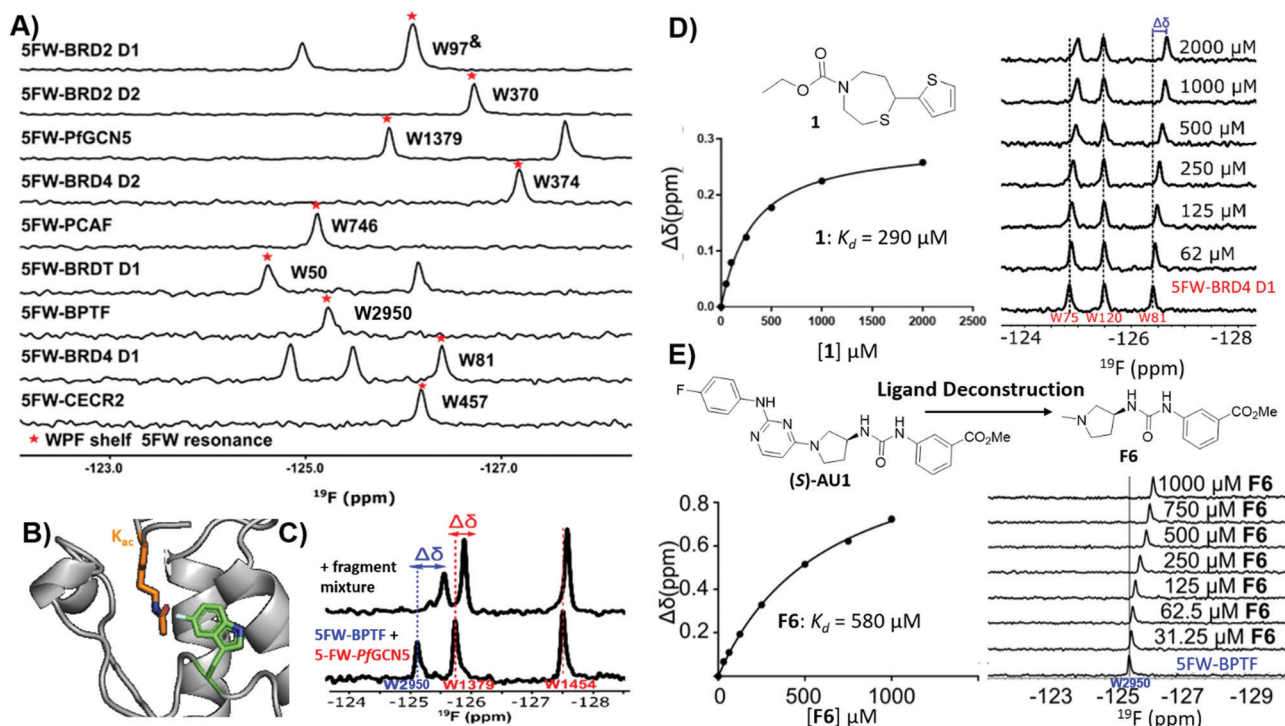 A)
5FW-BRD2 D1
W97&
5FW-BRD2 D2
W370
5FW-PfGCN5
W1379
5FW-BRD4 D2
W374
5FW-PCAF
W746
5FW-BRDT D1
W50
5FW-BPTF
W2950
5FW-BRD4 D1
W81
5FW-CECR2
W457
★ WPF shelf 5FW resonance
-123.0 -125.0 -127.0
19F (ppm)
B)
Kac
C)
Δδ
Δδ
+ fragment
mixture
5FW-BPTF +
5-FW-PfGCN5
W2950 W1379 W1454
-124 -125 -126 -127 -128
19F (ppm)
D)
O
O
N
S
S
1
0.3
0.2
0.1
0.0
Δδ(ppm)
1: Kd = 290 µM
0 500 1000 1500 2000 2500
[1] µM
Δδ
2000 µM
1000 µM
500 µM
250 µM
125 µM
62 µM
5FW-BRD4 D1
W75 W120 W81
-124 -126 -128
19F (ppm)
E)
Ligand Deconstruction
F
NH
N
N
N
H
N
H
N
O
CO2Me
(S)-AU1
N
H
N
H
N
O
CO2Me
F6
0.8
0.6
0.4
0.2
Δδ(ppm)
F6: Kd = 580 µM
0 500 1000
[F6] µM
1000 µM F6
750 µM F6
500 µM F6
250 µM F6
125 µM F6
62.5 µM F6
31.25 µM F6
5FW-BPTF
W2950
-123 -125 -127 -129
19F (ppm)